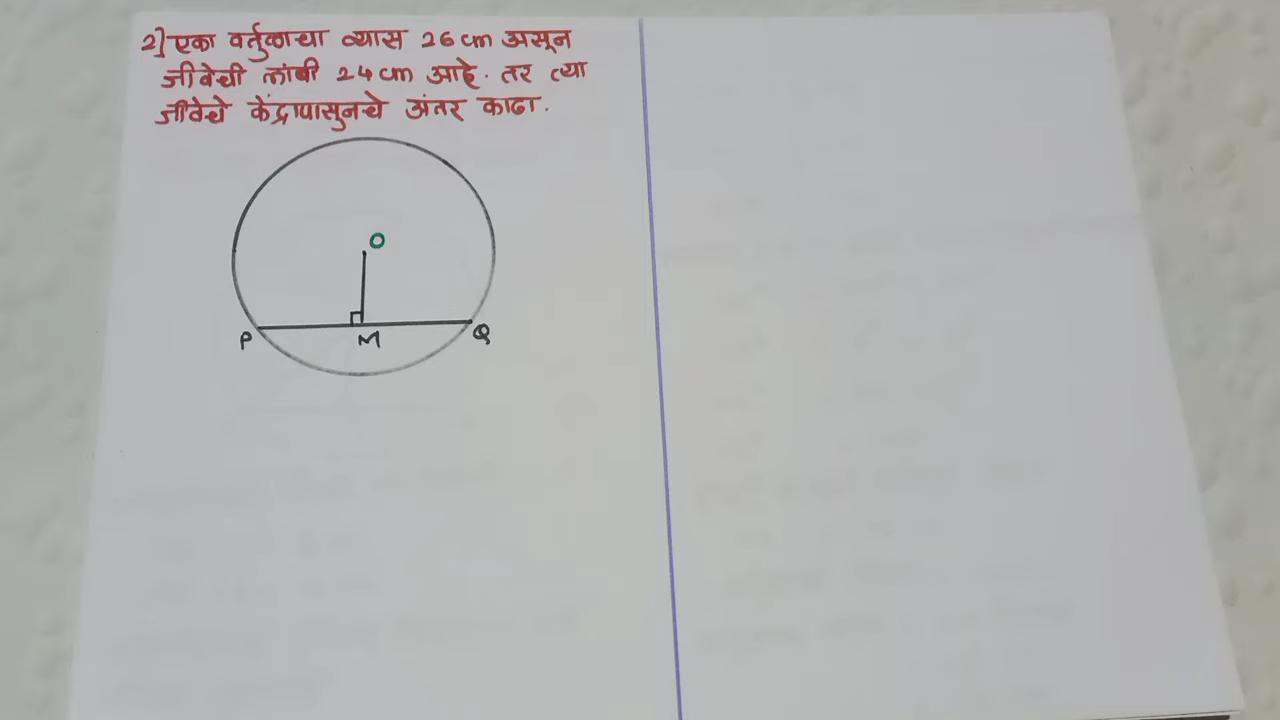 2] एका वर्तुळाचा व्यास 26 cm असून
जीवेची लांबी 24 cm आहे. तर त्या
जीवेचे केंद्रापासुनचे अंतर काढा.
O
P
M
Q